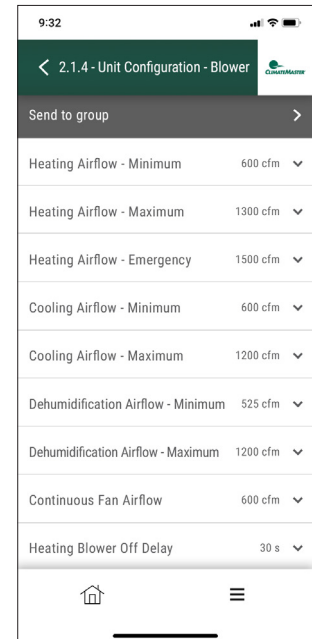 9:32
2.1.4 - Unit Configuration - Blower
CLIMATEMASTER
Send to group
Heating Airflow - Minimum 600 cfm
Heating Airflow - Maximum 1300 cfm
Heating Airflow - Emergency 1500 cfm
Cooling Airflow - Minimum 600 cfm
Cooling Airflow - Maximum 1200 cfm
Dehumidification Airflow - Minimum 525 cfm
Dehumidification Airflow - Maximum 1200 cfm
Continuous Fan Airflow 600 cfm
Heating Blower Off Delay 30 s